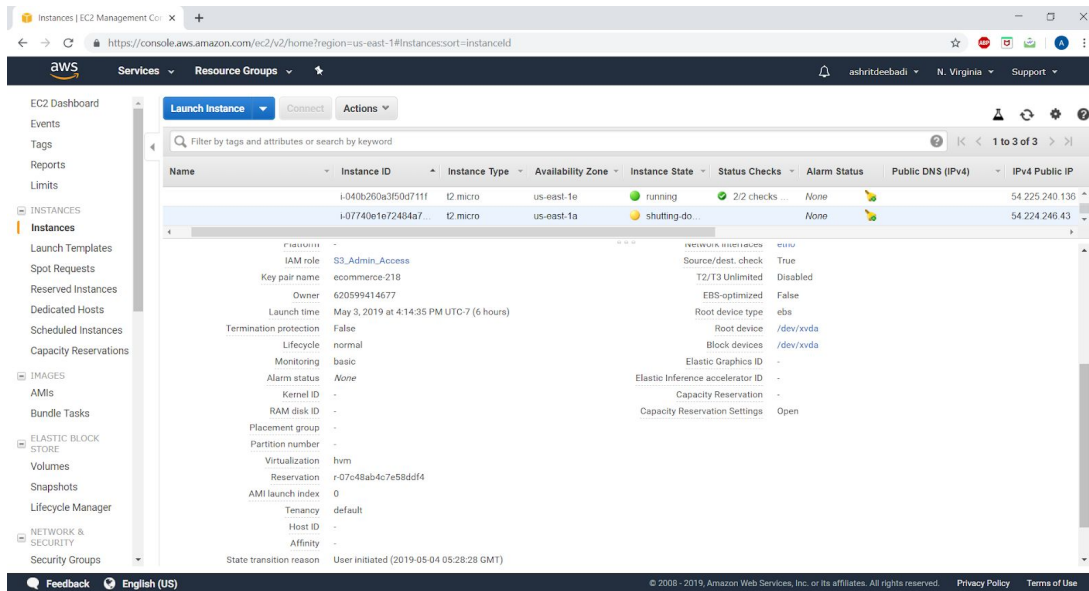 Instances | EC2 Management Co
https://console.aws.amazon.com/ec2/v2/home?region=us-east-1#Instances:sort=instanceId
ABP
A
aws Services Resource Groups ashritdeebadi N. Virginia Support
EC2 Dashboard
Events
Tags
Reports
Limits
INSTANCES
Instances
Launch Templates
Spot Requests
Reserved Instances
Dedicated Hosts
Scheduled Instances
Capacity Reservations
IMAGES
AMIs
Bundle Tasks
ELASTIC BLOCK
STORE
Volumes
Snapshots
Lifecycle Manager
NETWORK &
SECURITY
Security Groups
Launch Instance Connect Actions
Filter by tags and attributes or search by keyword 1 to 3 of 3
Name Instance ID Instance Type Availability Zone Instance State Status Checks Alarm Status Public DNS (IPv4) IPv4 Public IP
i-040b260a3f50d711f t2.micro us-east-1e running 2/2 checks ... None 54.225.240.136
i-07740e1e72484a7... t2.micro us-east-1a shutting-do... None 54.224.246.43
Platform - Network interfaces eth0
IAM role S3_Admin_Access Source/dest. check True
Key pair name ecommerce-218 T2/T3 Unlimited Disabled
Owner 620599414677 EBS-optimized False
Launch time May 3, 2019 at 4:14:35 PM UTC-7 (6 hours) Root device type ebs
Termination protection False Root device /dev/xvda
Lifecycle normal Block devices /dev/xvda
Monitoring basic Elastic Graphics ID -
Alarm status None Elastic Inference accelerator ID -
Kernel ID - Capacity Reservation -
RAM disk ID - Capacity Reservation Settings Open
Placement group -
Partition number -
Virtualization hvm
Reservation r-07c48ab4c7e58ddf4
AMI launch index 0
Tenancy default
Host ID -
Affinity -
State transition reason User initiated (2019-05-04 05:28:28 GMT)
Feedback English (US) © 2008 - 2019, Amazon Web Services, Inc. or its affiliates. All rights reserved. Privacy Policy Terms of Use